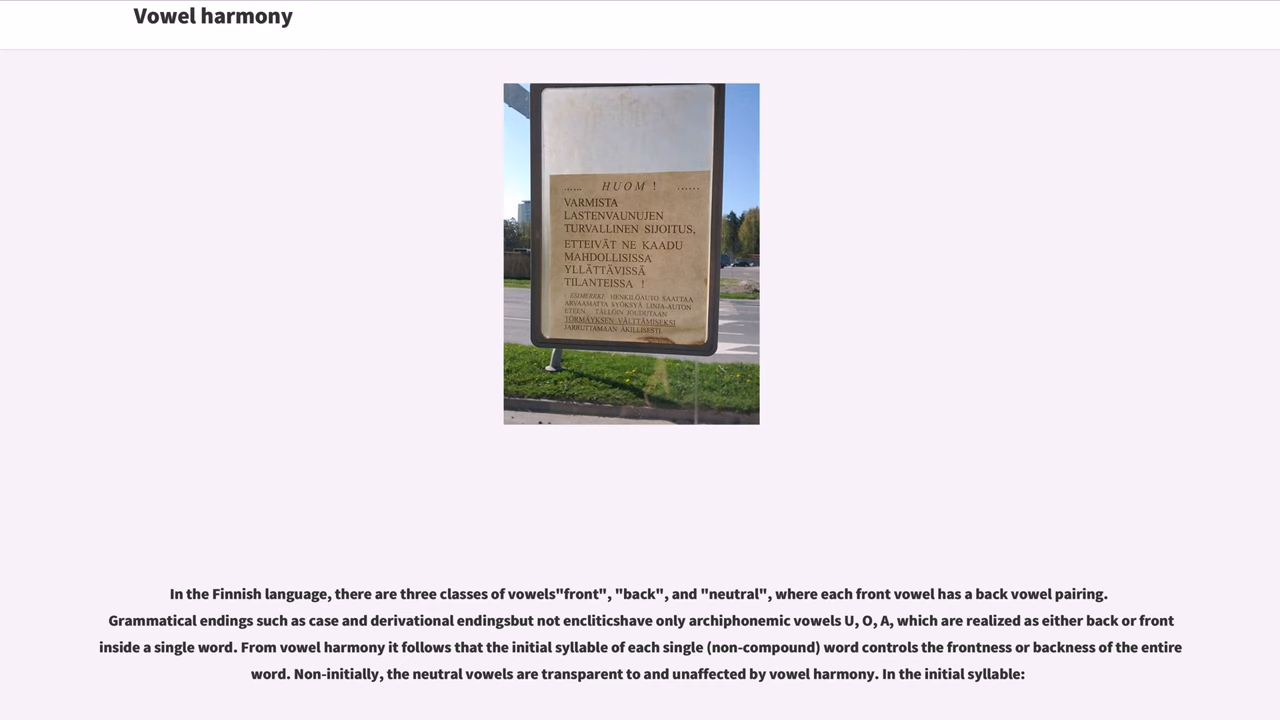 Vowel harmony
...... HUOM ! ......
VARMISTA
LASTENVAUNUJEN
TURVALLINEN SIJOITUS,
ETTEIVÄT NE KAADU
MAHDOLLISISSA
YLLÄTTÄVISSÄ
TILANTEISSA !
ESIMERKKI: HENKILÖAUTO SAATTAA
ARVAAMATTA SYÖKSYÄ LINJA-AUTON
ETEEN. TÄLLÖIN JOUDUTAAN
TÖRMÄYKSEN VÄLTTÄMISEKSI
JARRUTTAMAAN ÄKILLISESTI.
In the Finnish language, there are three classes of vowels"front", "back", and "neutral", where each front vowel has a back vowel pairing.
Grammatical endings such as case and derivational endingsbut not encliticshave only archiphonemic vowels U, O, A, which are realized as either back or front
inside a single word. From vowel harmony it follows that the initial syllable of each single (non-compound) word controls the frontness or backness of the entire
word. Non-initially, the neutral vowels are transparent to and unaffected by vowel harmony. In the initial syllable: